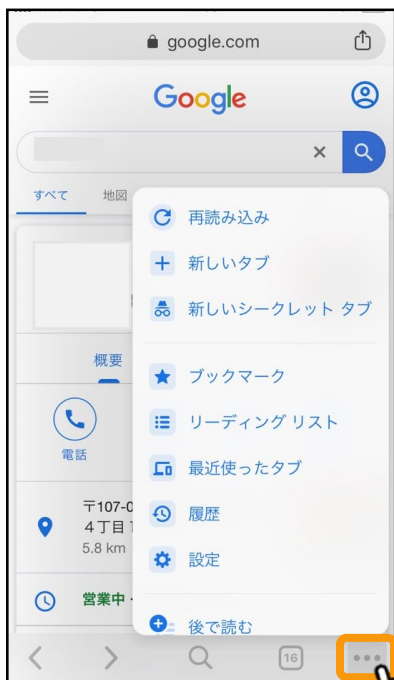 google.com
Google
すべて
地図
再読み込み
新しいタブ
新しいシークレット タブ
概要
ブックマーク
リーディング リスト
電話
最近使ったタブ
〒107-0
履歴
４丁目
5.8 km
設定
営業中
後で読む
16